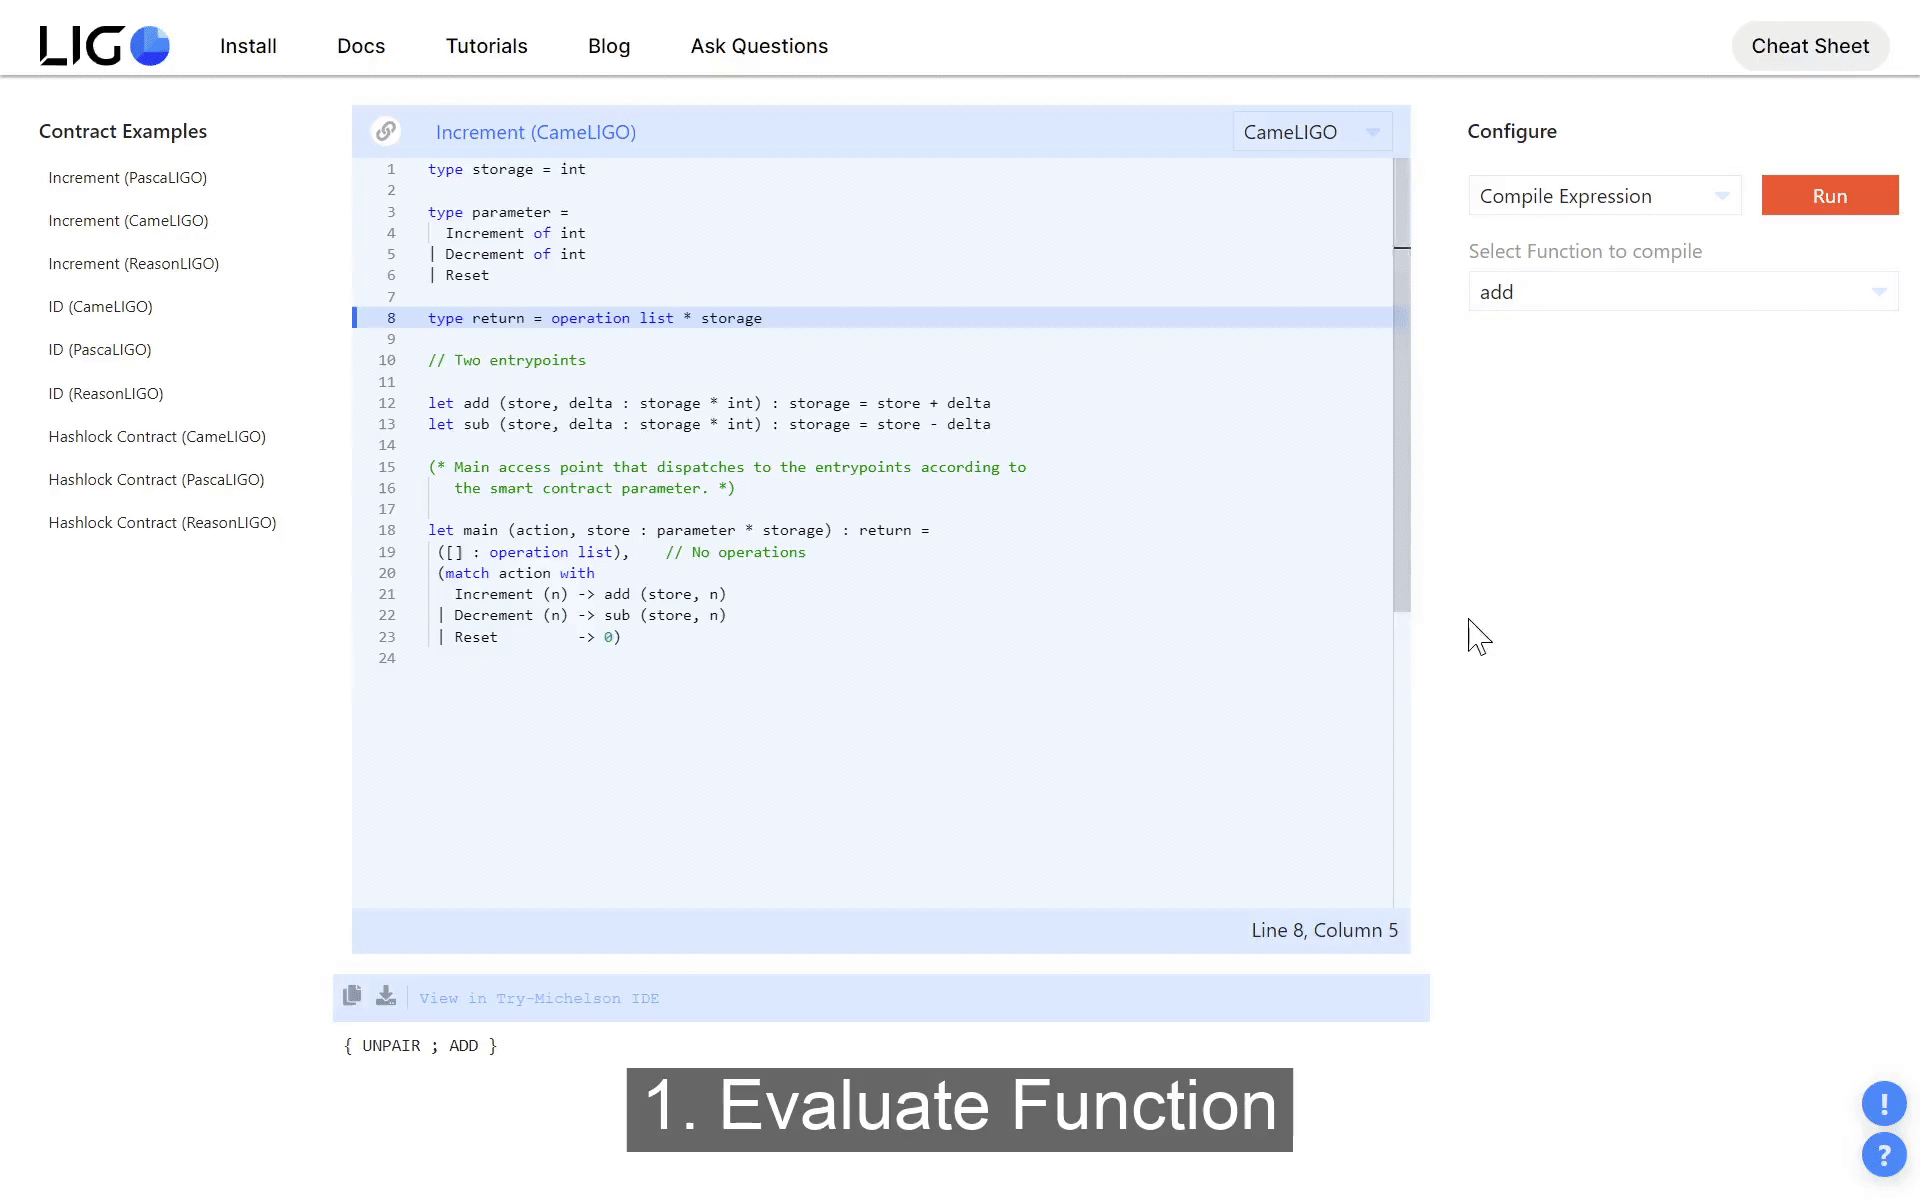 LIGO
Install
Docs
Tutorials
Blog
Ask Questions
Cheat Sheet
Contract Examples
Increment (PascaLIGO)
Increment (CameLIGO)
Increment (ReasonLIGO)
ID (CameLIGO)
ID (PascaLIGO)
ID (ReasonLIGO)
Hashlock Contract (CameLIGO)
Hashlock Contract (PascaLIGO)
Hashlock Contract (ReasonLIGO)
Increment (CameLIGO)
CameLIGO
1 type storage = int
2
3 type parameter =
4 Increment of int
5 | Decrement of int
6 | Reset
7
8 type return = operation list * storage
9
10 // Two entrypoints
11
12 let add (store, delta : storage * int) : storage = store + delta
13 let sub (store, delta : storage * int) : storage = store - delta
14
15 (* Main access point that dispatches to the entrypoints according to
16 the smart contract parameter. *)
17
18 let main (action, store : parameter * storage) : return =
19 ([] : operation list), // No operations
20 (match action with
21 Increment (n) -> add (store, n)
22 | Decrement (n) -> sub (store, n)
23 | Reset -> 0)
24
Line 8, Column 5
Configure
Compile Expression
Run
Select Function to compile
add
View in Try-Michelson IDE
{ UNPAIR ; ADD }
1. Evaluate Function
!
?